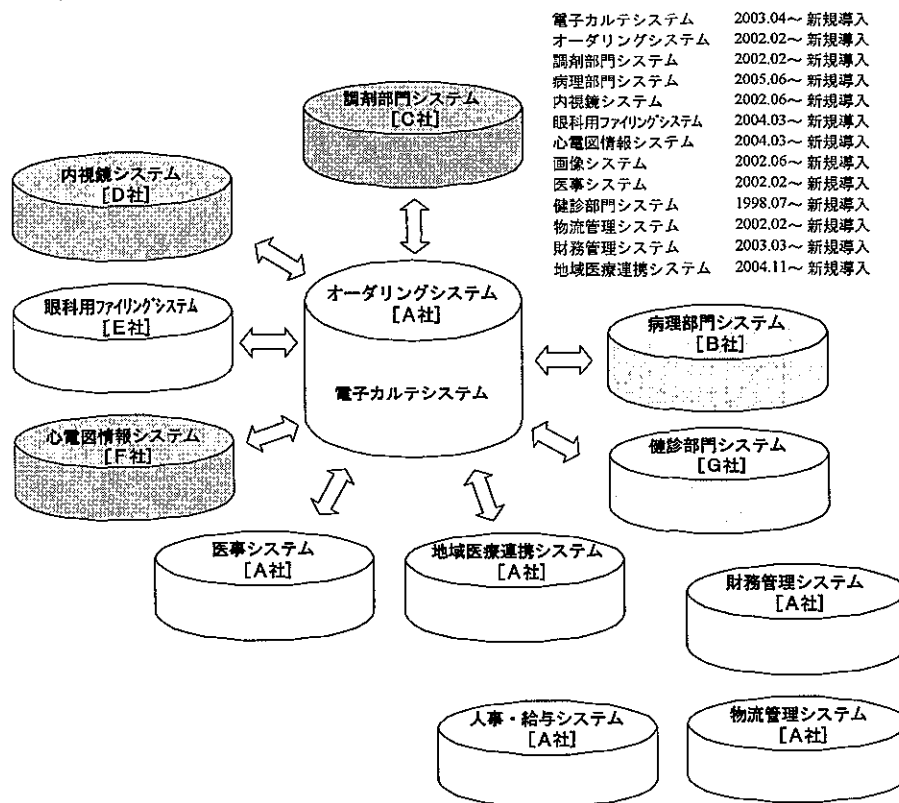 電子カルテシステム 2003.04～ 新規導入
オーダリングシステム 2002.02～ 新規導入
調剤部門システム 2002.02～ 新規導入
病理部門システム 2005.06～ 新規導入
内視鏡システム 2002.06～ 新規導入
眼科用ファイリングシステム 2004.03～ 新規導入
心電図情報システム 2004.03～ 新規導入
画像システム 2002.06～ 新規導入
医事システム 2002.02～ 新規導入
健診部門システム 1998.07～ 新規導入
物流管理システム 2002.02～ 新規導入
財務管理システム 2003.03～ 新規導入
地域医療連携システム 2004.11～ 新規導入
調剤部門システム
[C社]
内視鏡システム
[D社]
オーダリングシステム
[A社]
電子カルテシステム
眼科用ファイリングシステム
[E社]
病理部門システム
[B社]
心電図情報システム
[F社]
健診部門システム
[G社]
医事システム
[A社]
地域医療連携システム
[A社]
財務管理システム
[A社]
人事・給与システム
[A社]
物流管理システム
[A社]